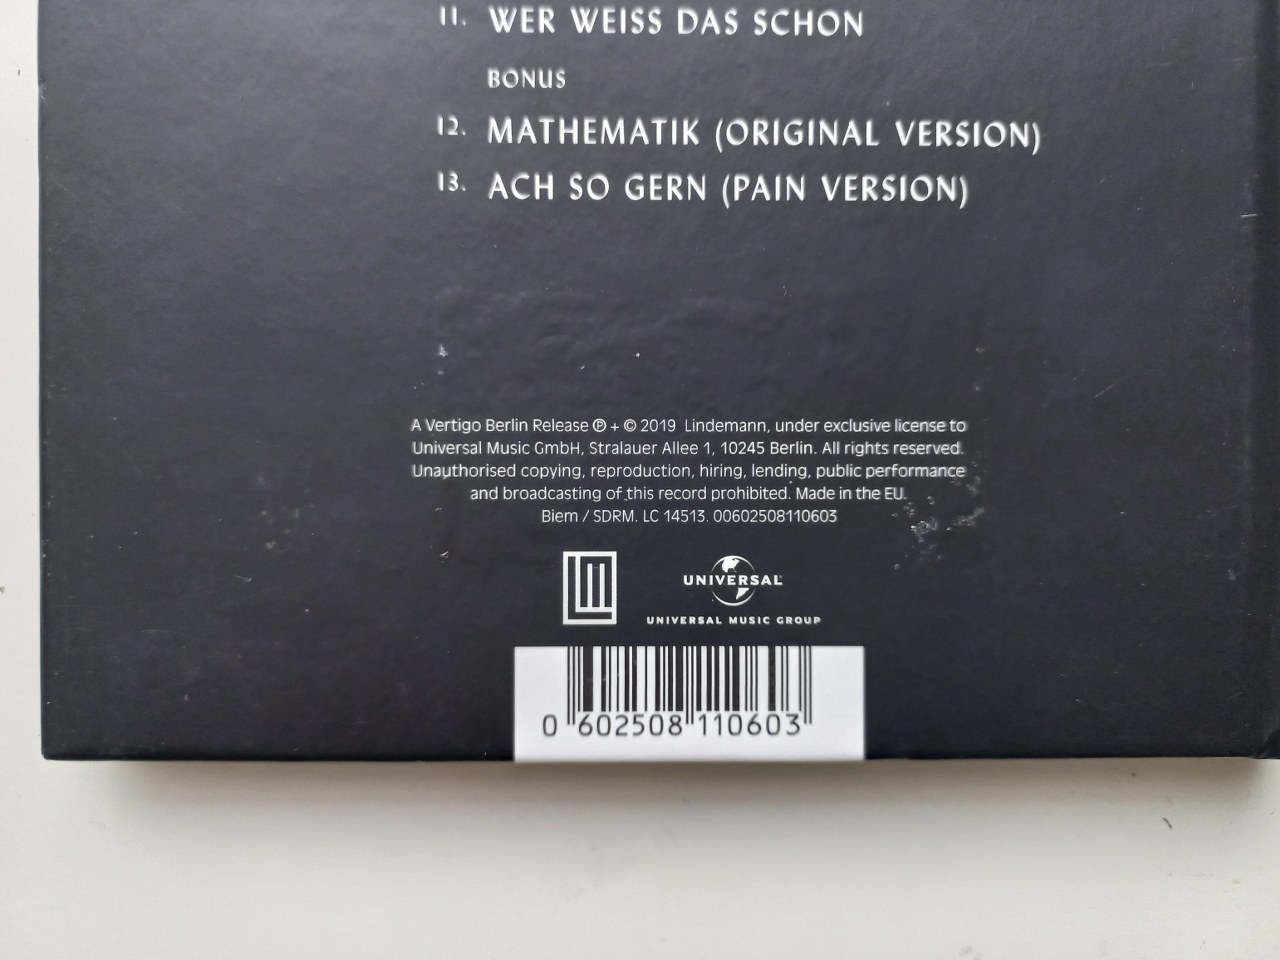 11. WER WEISS DAS SCHON
BONUS
12. MATHEMATIK (ORIGINAL VERSION)
13. ACH SO GERN (PAIN VERSION)
A Vertigo Berlin Release ℗ + © 2019 Lindemann, under exclusive license to
Universal Music GmbH, Stralauer Allee 1, 10245 Berlin. All rights reserved.
Unauthorised copying, reproduction, hiring, lending, public performance
and broadcasting of this record prohibited. Made in the EU.
Biem / SDRM. LC 14513. 00602508110603
UNIVERSAL
UNIVERSAL MUSIC GROUP
0 602508 110603